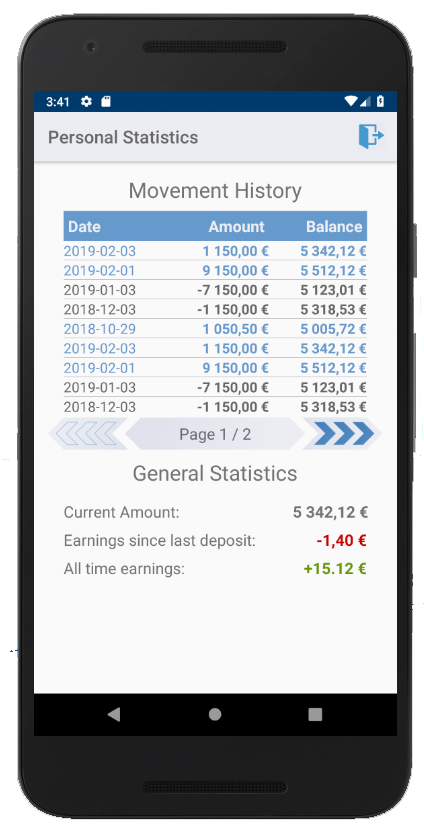 3:41
Personal Statistics
Movement History
Date Amount Balance
2019-02-03 1 150,00 € 5 342,12 €
2019-02-01 9 150,00 € 5 512,12 €
2019-01-03 -7 150,00 € 5 123,01 €
2018-12-03 -1 150,00 € 5 318,53 €
2018-10-29 1 050,50 € 5 005,72 €
2019-02-03 1 150,00 € 5 342,12 €
2019-02-01 9 150,00 € 5 512,12 €
2019-01-03 -7 150,00 € 5 123,01 €
2018-12-03 -1 150,00 € 5 318,53 €
Page 1 / 2
General Statistics
Current Amount: 5 342,12 €
Earnings since last deposit: -1,40 €
All time earnings: +15.12 €